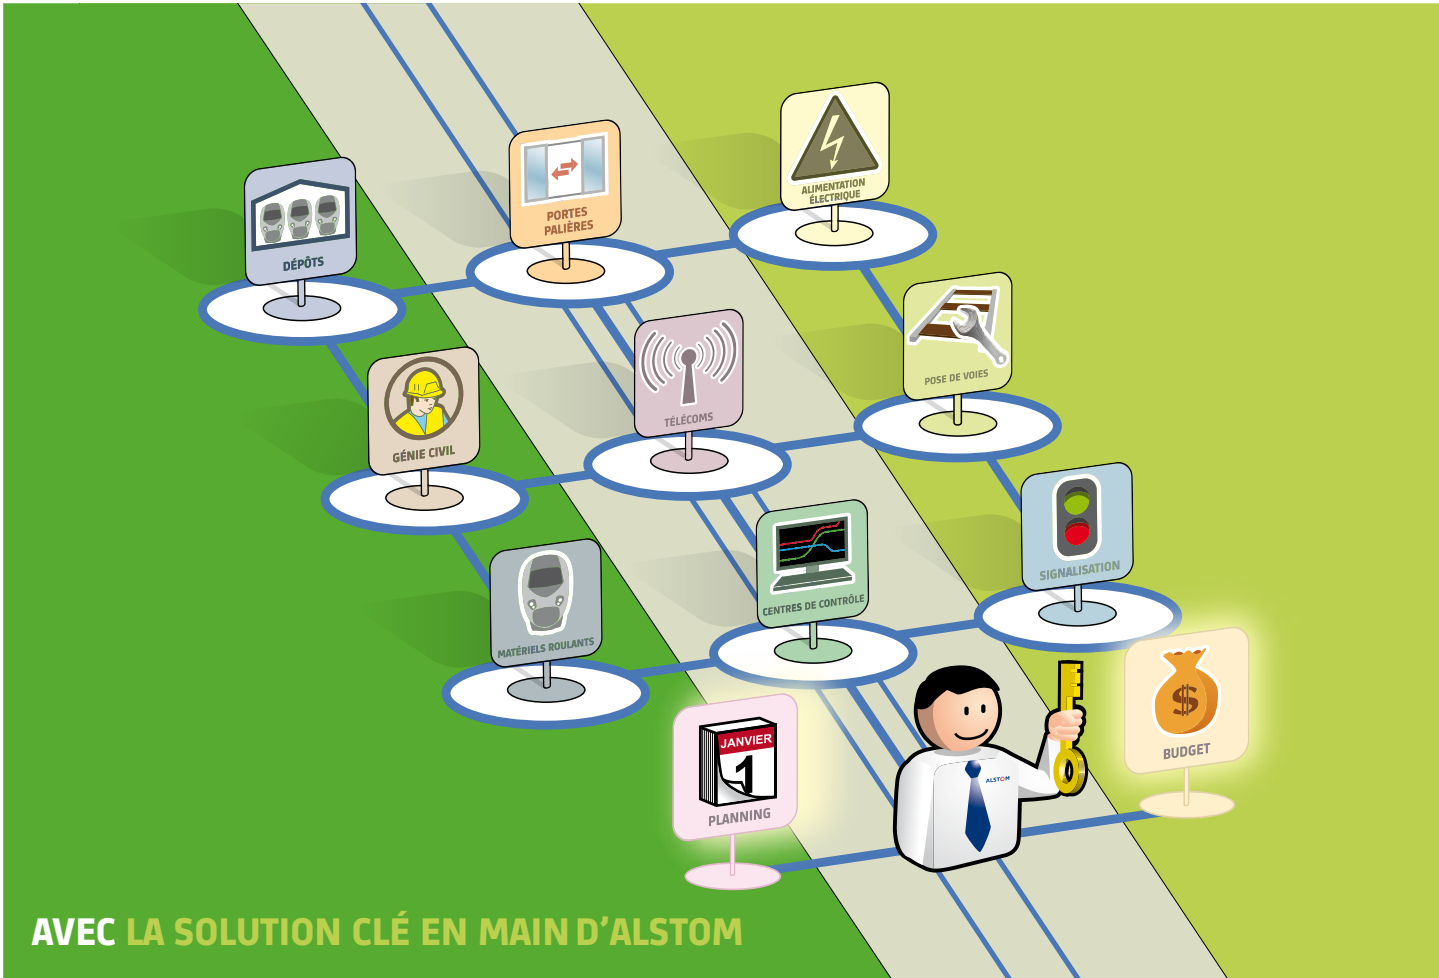 ALIMENTATION
ÉLECTRIQUE
PORTES
PALIÈRES
DÉPÔTS
POSE DE VOIES
TÉLÉCOMS
GÉNIE CIVIL
SIGNALISATION
CENTRES DE CONTRÔLE
MATÉRIELS ROULANTS
JANVIER
1
PLANNING
ALSTOM
$
BUDGET
AVEC LA SOLUTION CLÉ EN MAIN D'ALSTOM